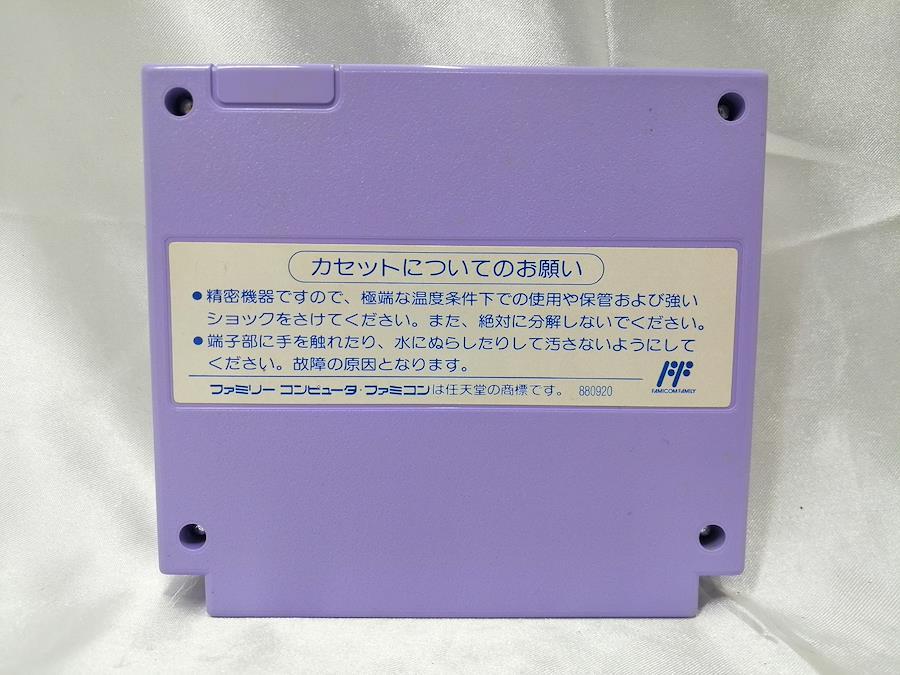 カセットについてのお願い
●精密機器ですので、極端な温度条件下での使用や保管および強い
ショックをさけてください。また、絶対に分解しないでください。
●端子部に手を触れたり、水にぬらしたりして汚さないようにして
ください。故障の原因となります。
ファミリー コンピュータ・ファミコンは任天堂の商標です。 880920
FAMICOM FAMILY